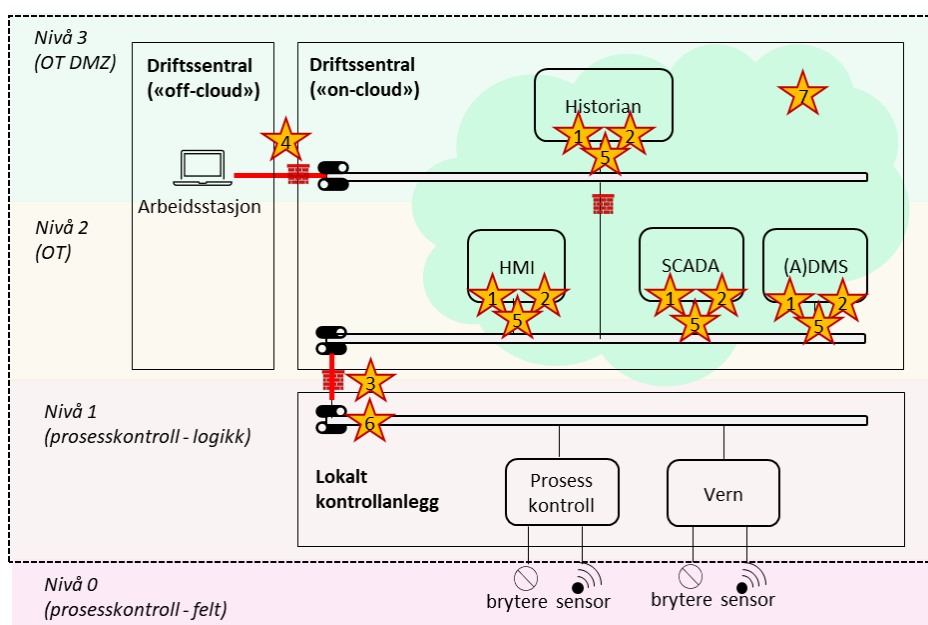 Nivå 3
(OT DMZ)
Driftssentral
(«off-cloud»)
Driftssentral
(«on-cloud»)
Historian
7
1
2
5
4
Arbeidsstasjon
Nivå 2
(OT)
HMI
SCADA
(A)DMS
1
2
5
1
2
5
1
2
5
3
Nivå 1
(prosesskontroll - logikk)
6
Lokalt
kontrollanlegg
Prosess
kontroll
Vern
Nivå 0
(prosesskontroll - felt)
brytere
sensor
brytere
sensor